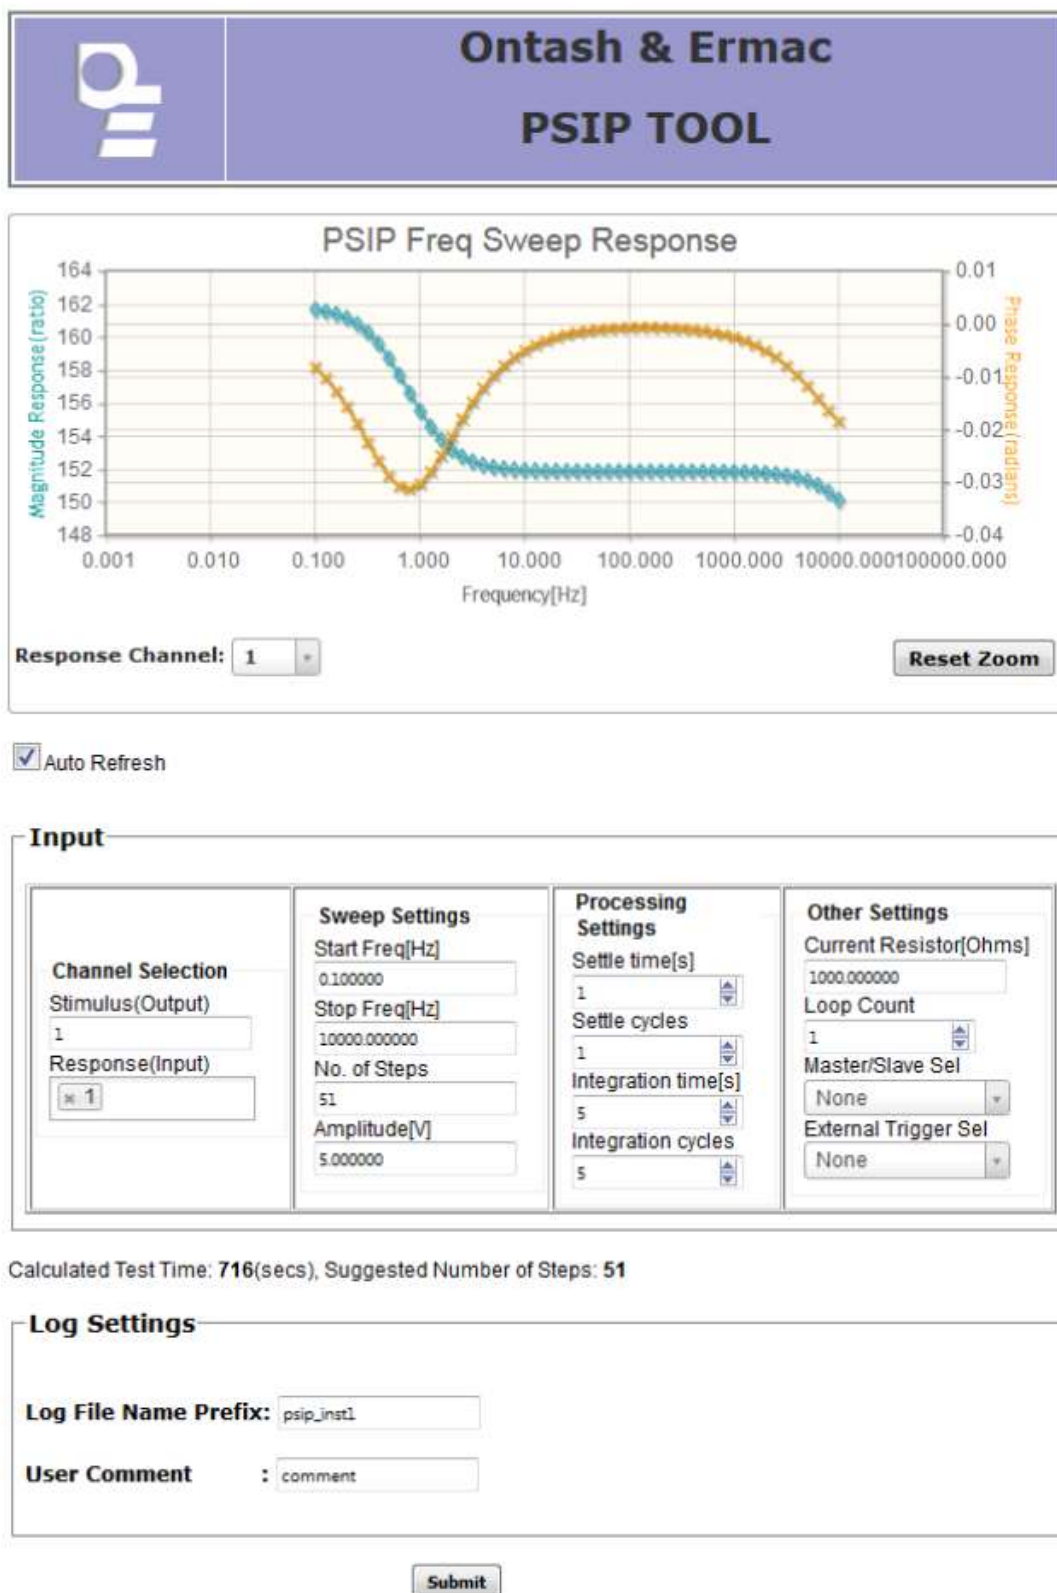 Ontash & Ermac
PSIP TOOL
PSIP Freq Sweep Response
Magnitude Response(ratio)
164
162
160
158
156
154
152
150
148
0.01
0.00
-0.01
-0.02
-0.03
-0.04
Phase Response(radians)
0.001 0.010 0.100 1.000 10.000 100.000 1000.000 10000.000 100000.000
Frequency[Hz]
Response Channel: 1
Reset Zoom
Auto Refresh
Input
Channel Selection
Stimulus(Output)
1
Response(Input)
× 1
Sweep Settings
Start Freq[Hz]
0.100000
Stop Freq[Hz]
10000.000000
No. of Steps
51
Amplitude[V]
5.000000
Processing
Settings
Settle time[s]
1
Settle cycles
1
Integration time[s]
5
Integration cycles
5
Other Settings
Current Resistor[Ohms]
1000.000000
Loop Count
1
Master/Slave Sel
None
External Trigger Sel
None
Calculated Test Time: 716(secs), Suggested Number of Steps: 51
Log Settings
Log File Name Prefix: psip_inst1
User Comment : comment
Submit